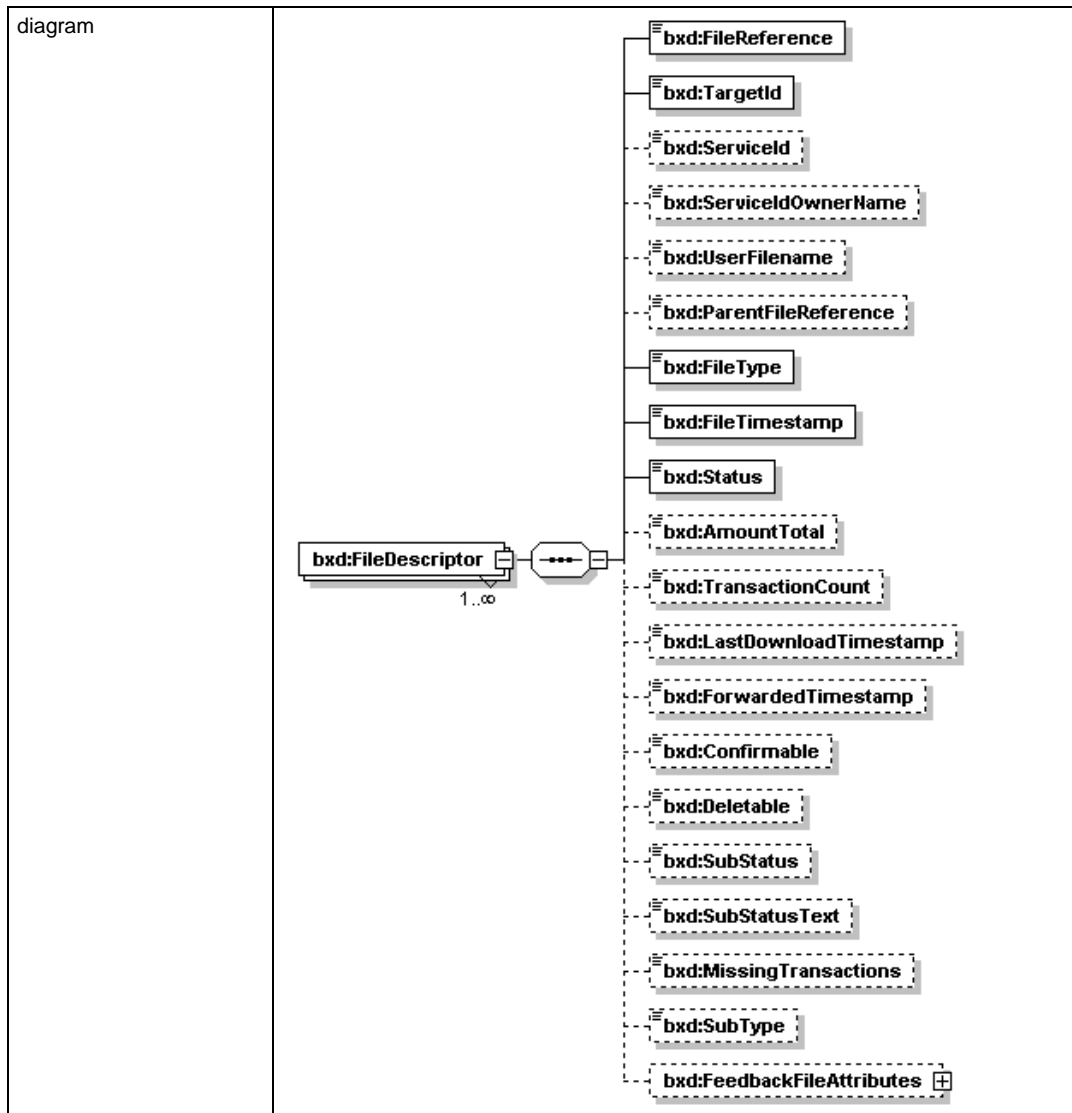 diagram
bxd:FileReference
bxd:TargetId
bxd:ServiceId
bxd:ServiceIdOwnerName
bxd:UserFilename
bxd:ParentFileReference
bxd:FileType
bxd:FileTimestamp
bxd:Status
bxd:AmountTotal
bxd:FileDescriptor
1..∞
bxd:TransactionCount
bxd:LastDownloadTimestamp
bxd:ForwardedTimestamp
bxd:Confirmable
bxd:Deletable
bxd:SubStatus
bxd:SubStatusText
bxd:MissingTransactions
bxd:SubType
bxd:FeedbackFileAttributes